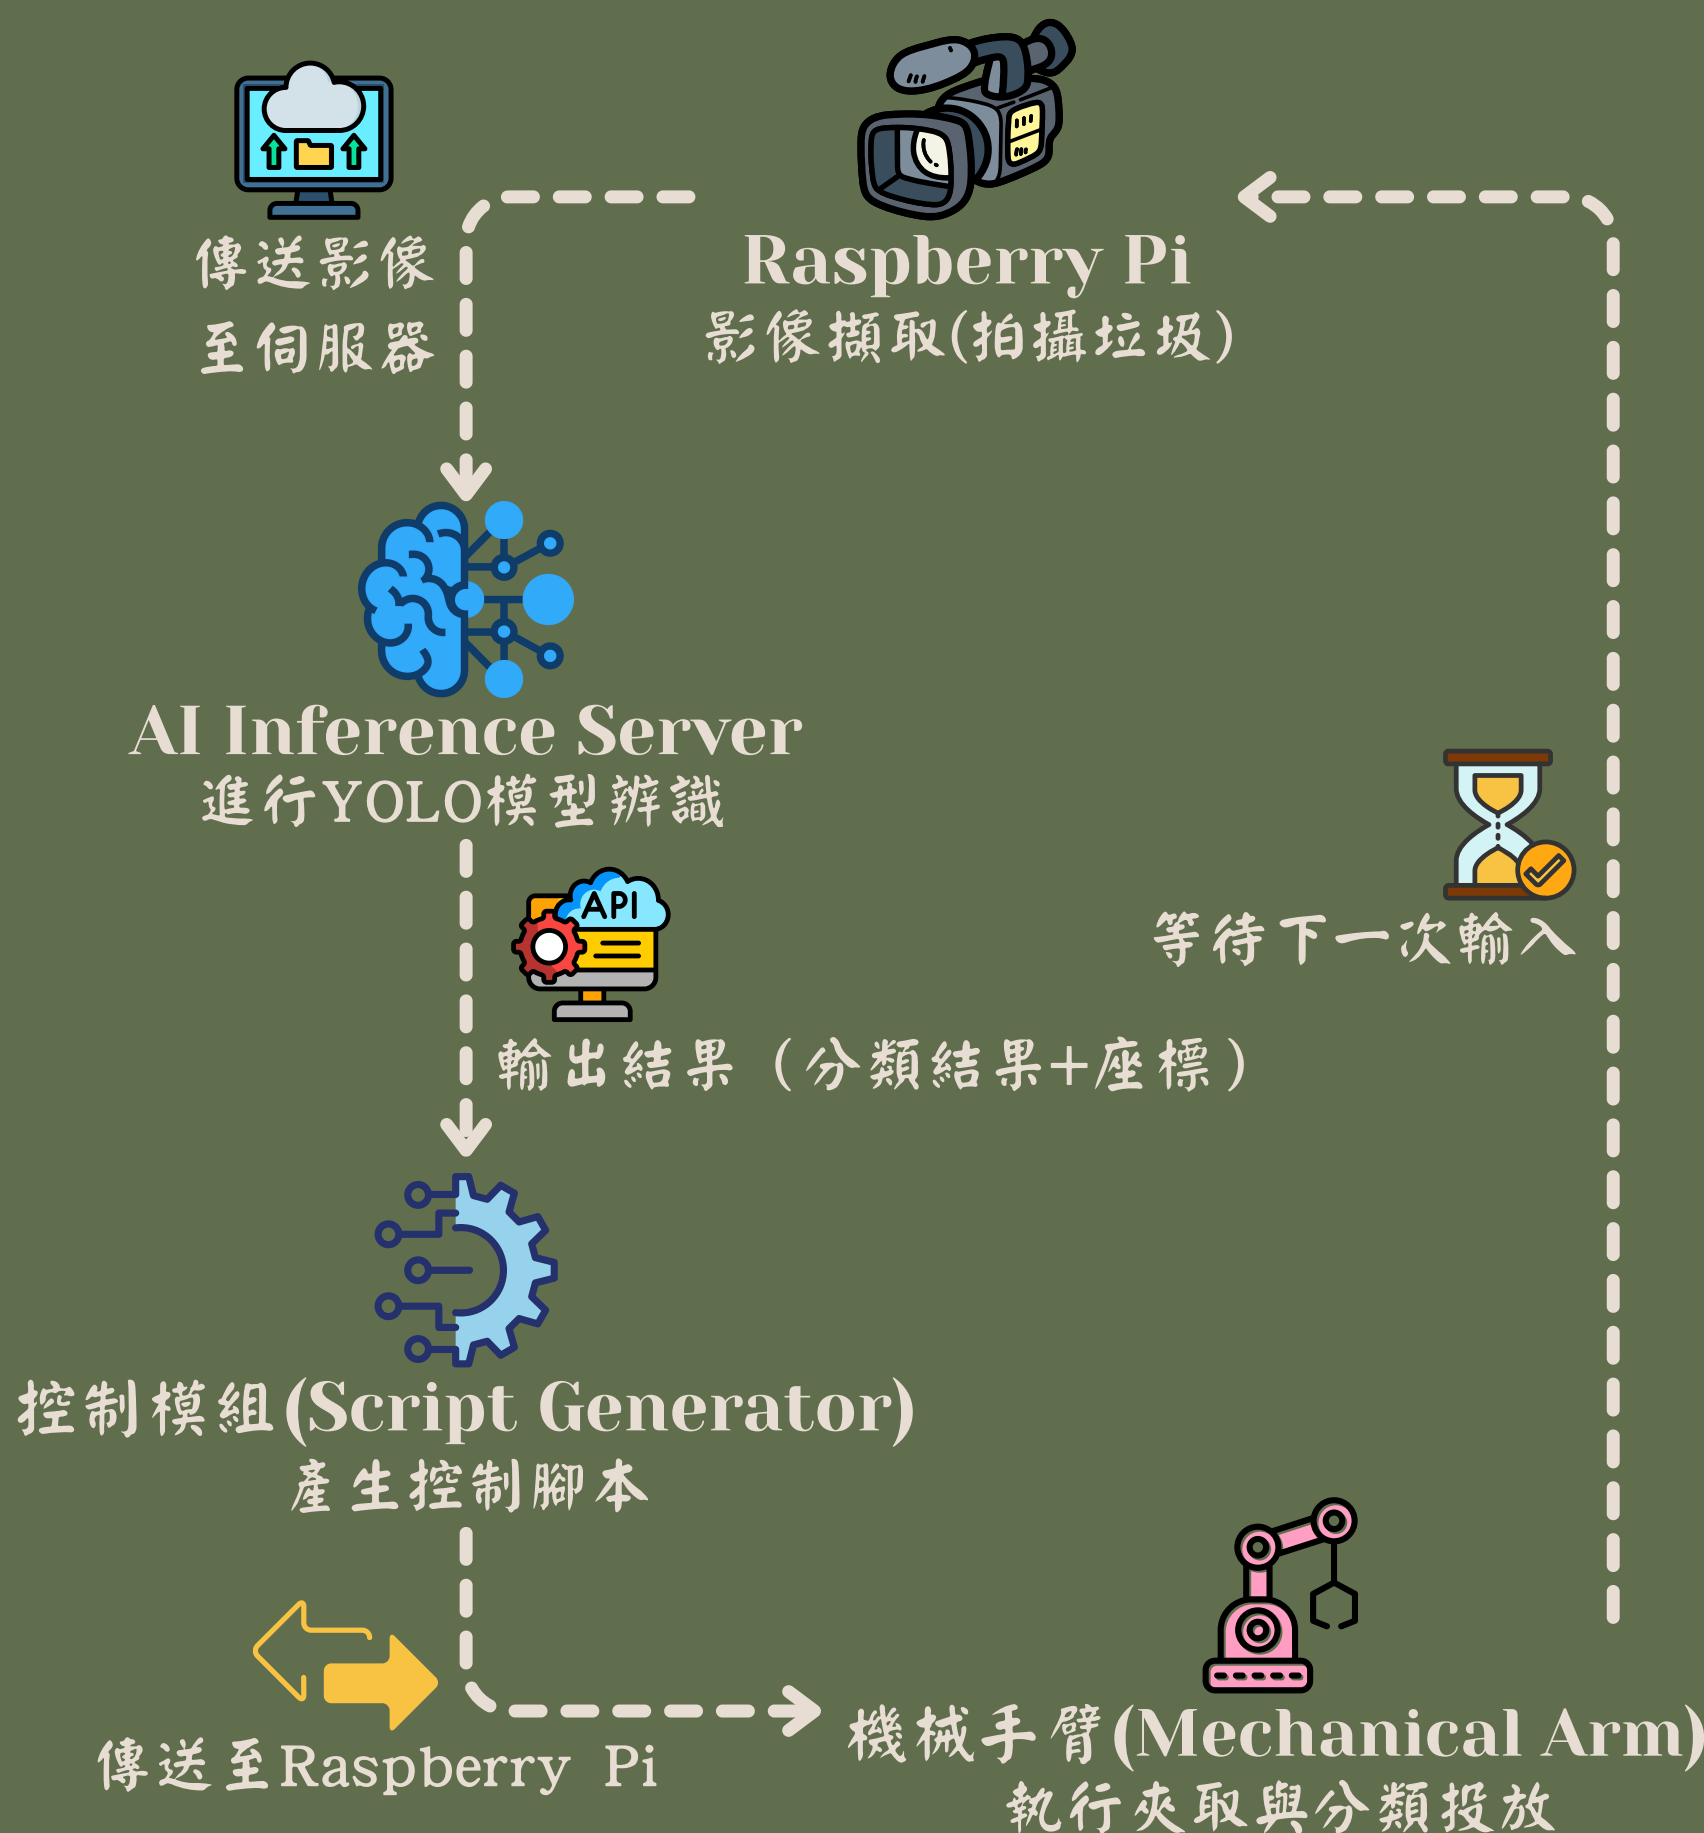 Raspberry Pi
影像擷取(拍攝垃圾)
傳送影像
至伺服器
AI Inference Server
進行YOLO模型辨識
API
輸出結果（分類結果+座標）
控制模組(Script Generator)
產生控制腳本
傳送至Raspberry Pi
機械手臂(Mechanical Arm)
執行夾取與分類投放
等待下一次輸入